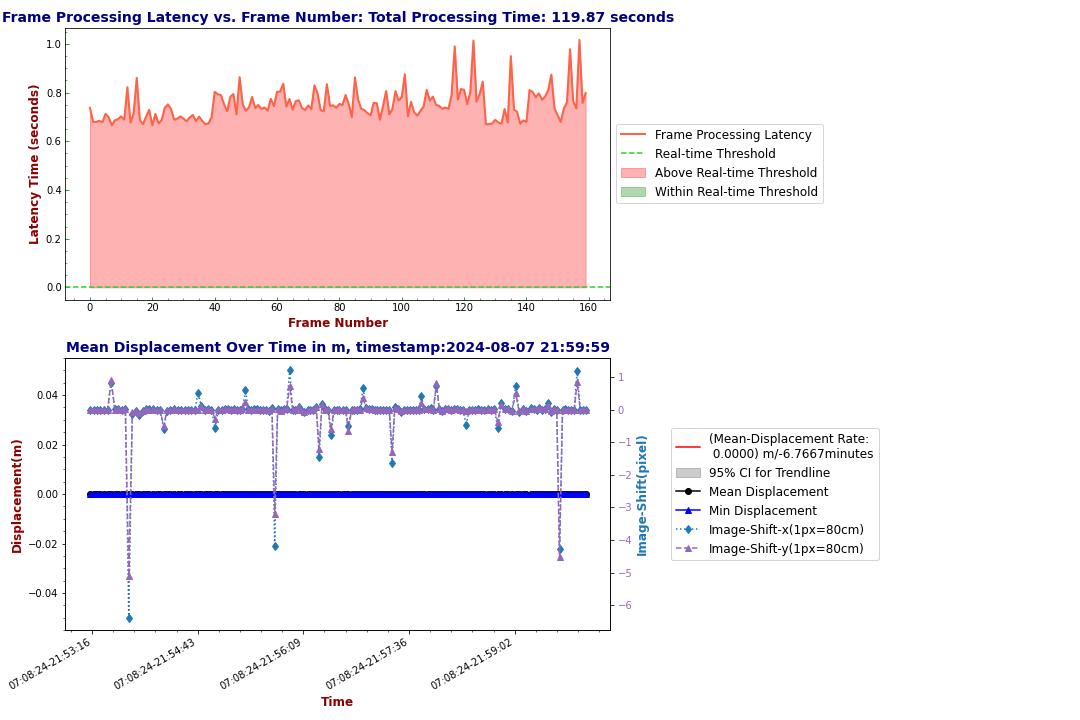 Frame Processing Latency vs. Frame Number: Total Processing Time: 119.87 seconds
Latency Time (seconds)
1.0
0.8
0.6
0.4
0.2
0.0
0 20 40 60 80 100 120 140 160
Frame Number
Frame Processing Latency
Real-time Threshold
Above Real-time Threshold
Within Real-time Threshold
Mean Displacement Over Time in m, timestamp:2024-08-07 21:59:59
Displacement(m)
0.04
0.02
0.00
−0.02
−0.04
1
0
−1
−2
−3
−4
−5
−6
Image-Shift(pixel)
07:08:24-21:53:16
07:08:24-21:54:43
07:08:24-21:56:09
07:08:24-21:57:36
07:08:24-21:59:02
Time
(Mean-Displacement Rate:
0.0000) m/-6.7667minutes
95% CI for Trendline
Mean Displacement
Min Displacement
Image-Shift-x(1px=80cm)
Image-Shift-y(1px=80cm)